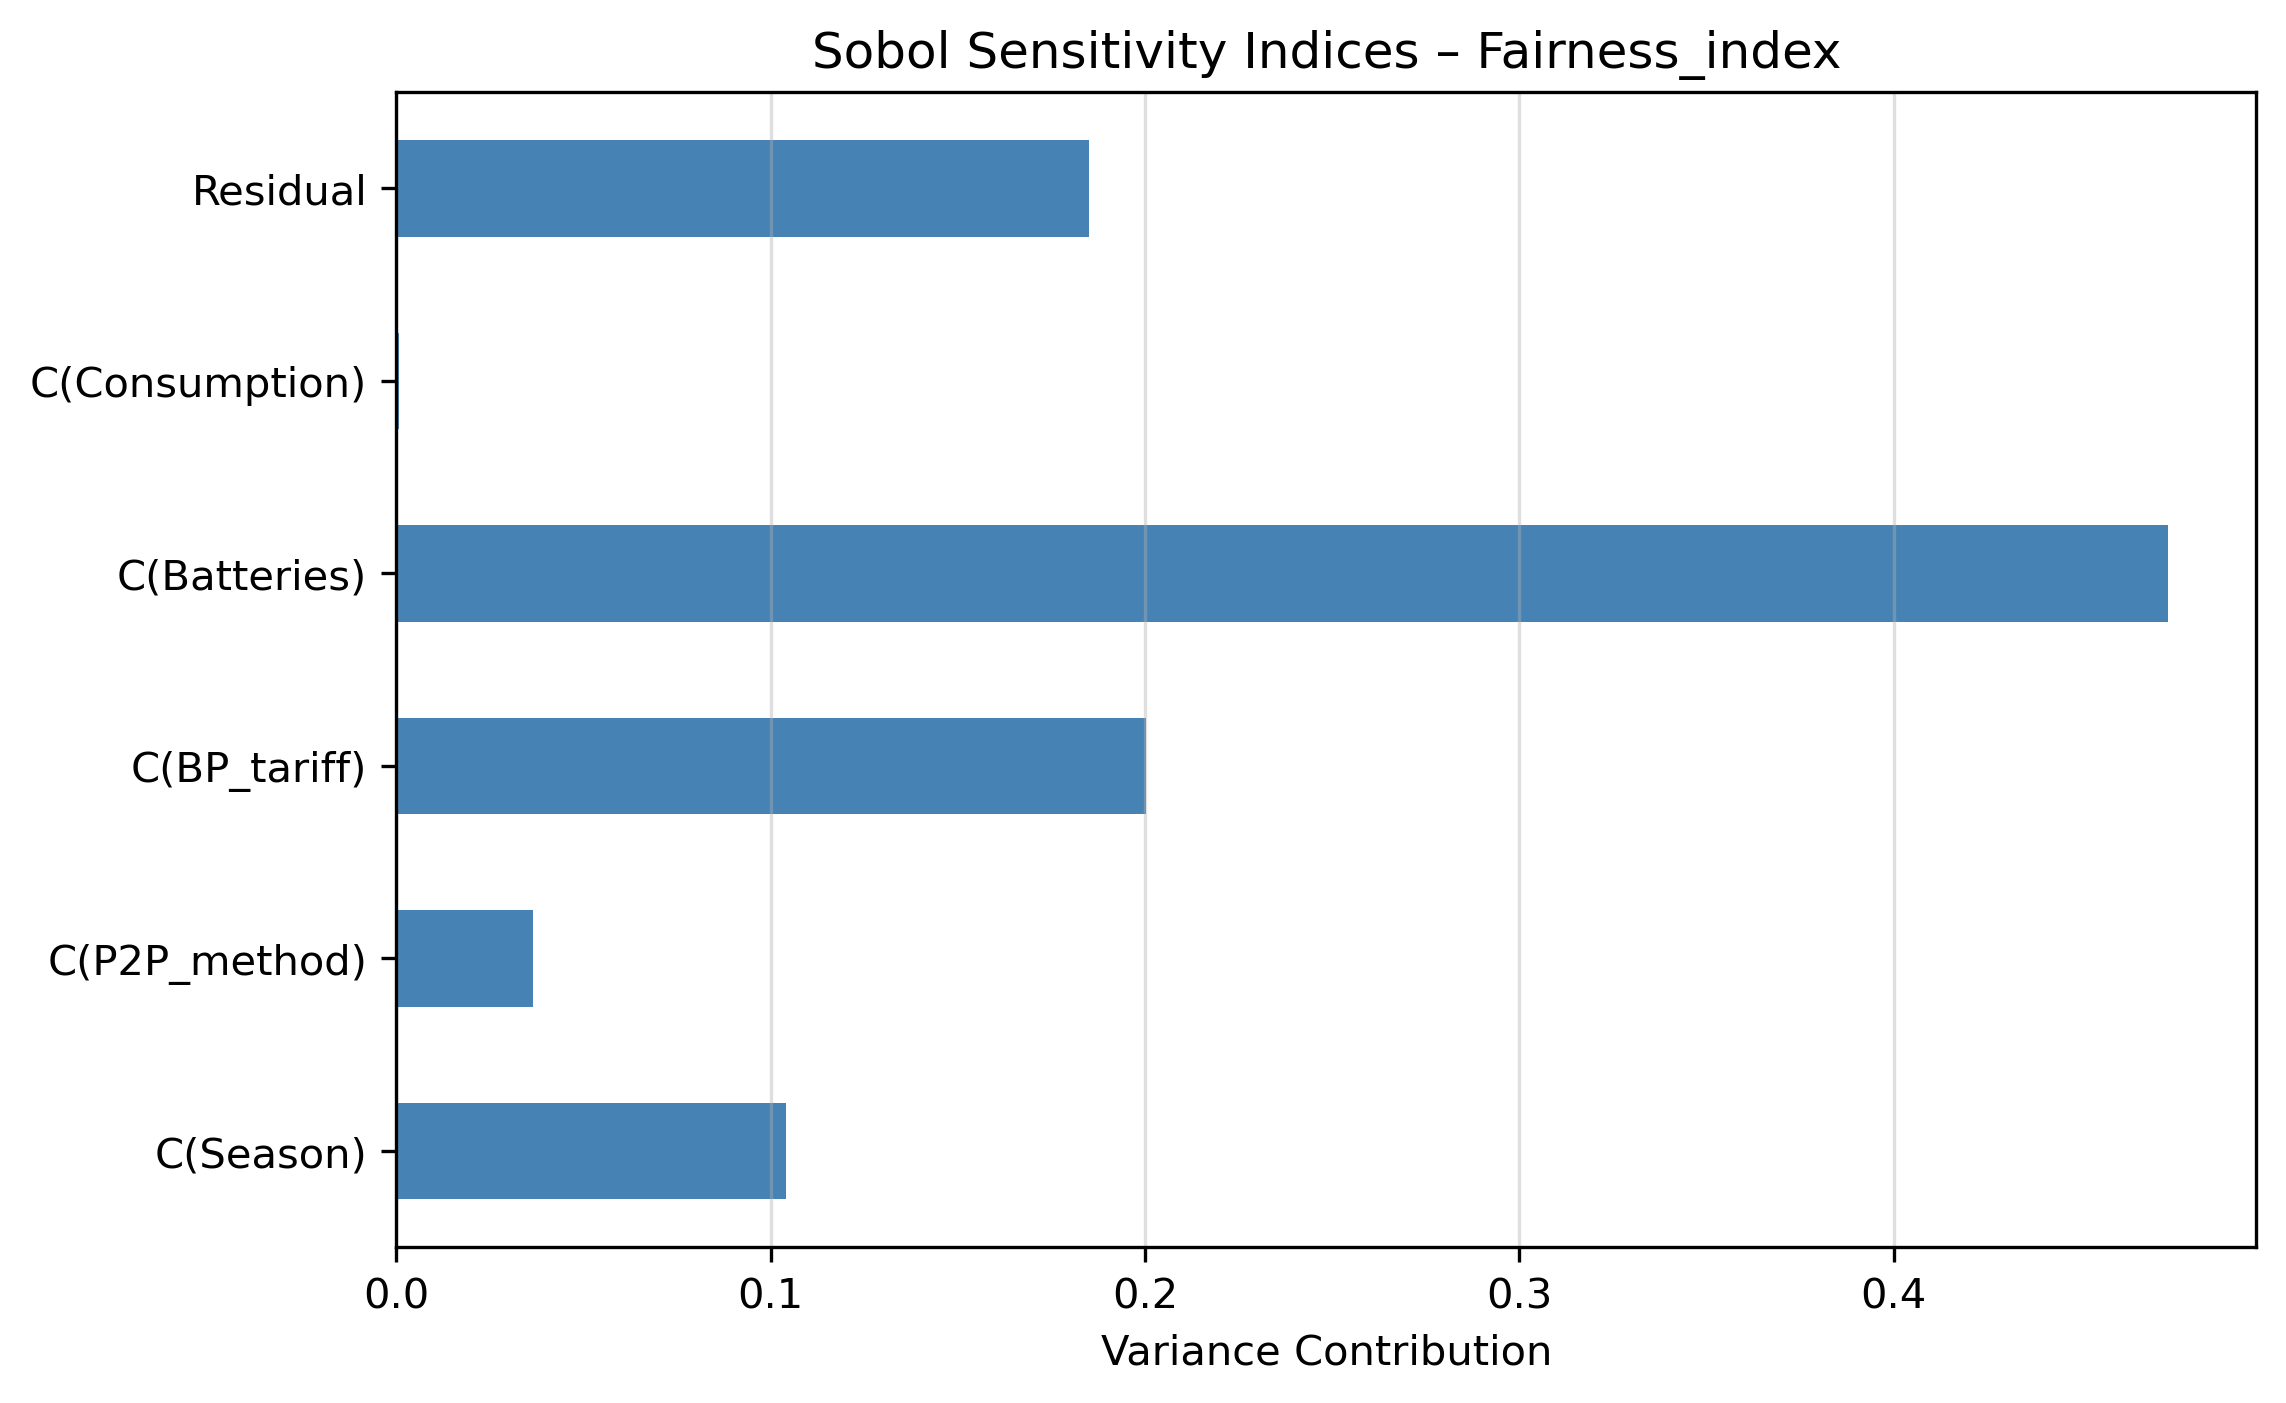 Sobol Sensitivity Indices – Fairness_index
Residual
C(Consumption)
C(Batteries)
C(BP_tariff)
C(P2P_method)
C(Season)
0.0 0.1 0.2 0.3 0.4
Variance Contribution